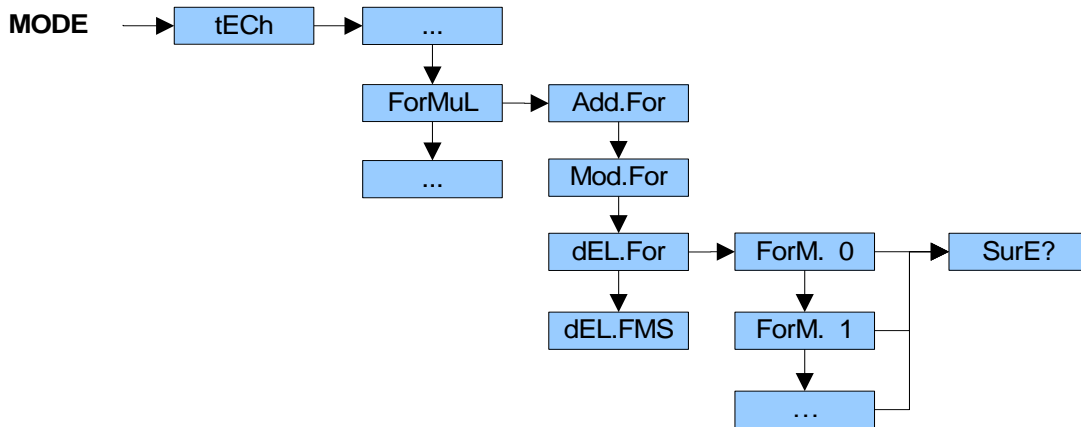 MODE tECh ...
ForMuL Add.For
... Mod.For
dEL.For ForM. 0 SurE?
dEL.FMS ForM. 1
...